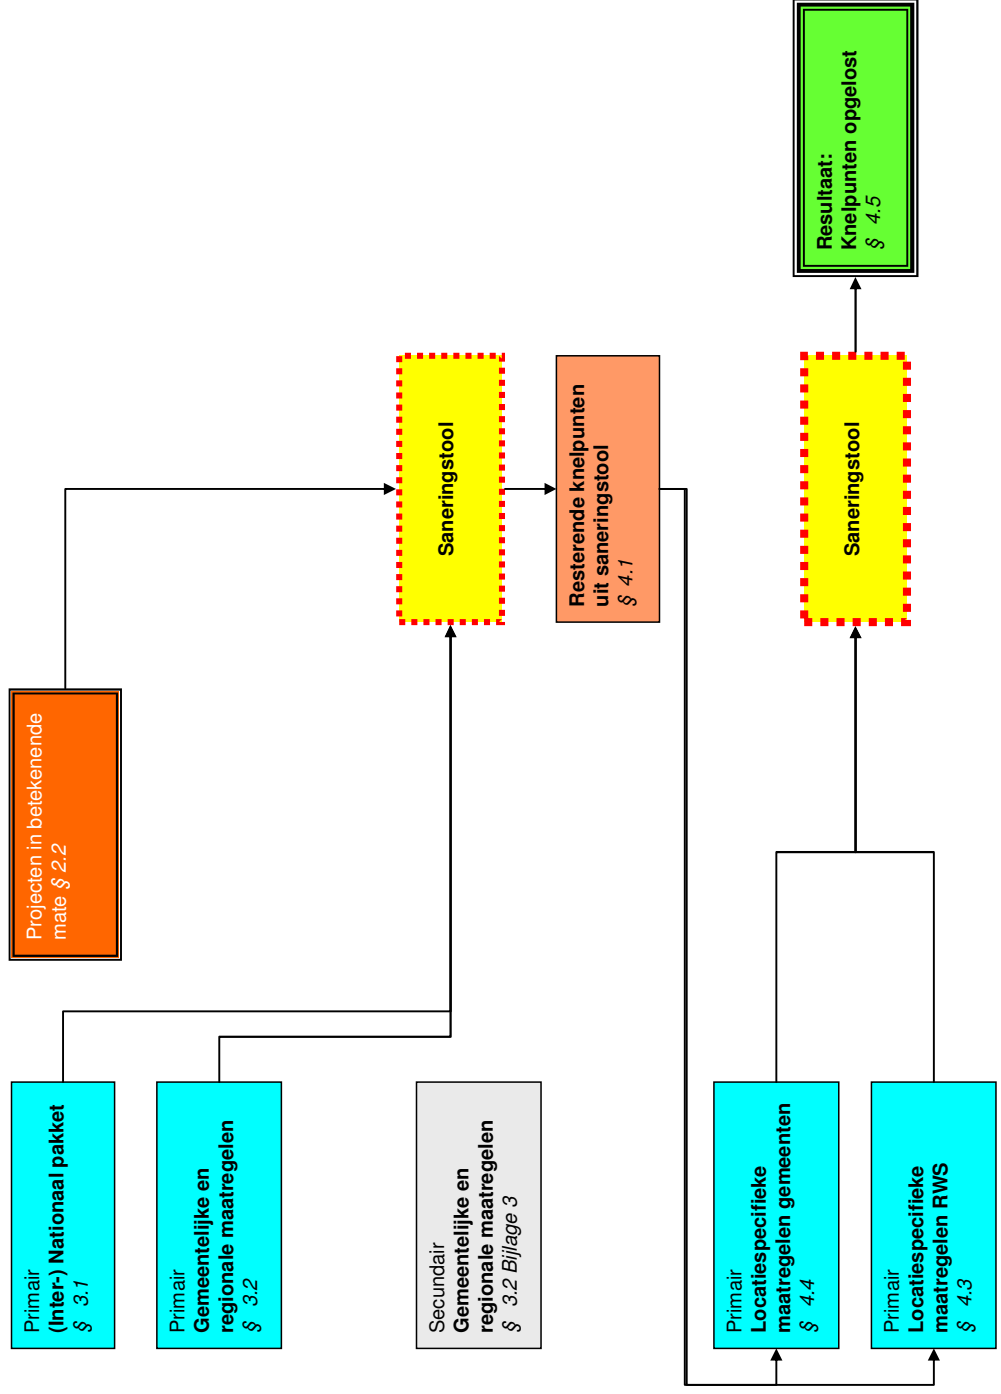 Primair
(Inter-) Nationaal pakket
§ 3.1
Primair
Gemeentelijke en
regionale maatregelen
§ 3.2
Secundair
Gemeentelijke en
regionale maatregelen
§ 3.2 Bijlage 3
Primair
Locatiespecifieke
maatregelen gemeenten
§ 4.4
Primair
Locatiespecifieke
maatregelen RWS
§ 4.3
Projecten in betekenende
mate § 2.2
Saneringstool
Resterende knelpunten
uit saneringstool
§ 4.1
Saneringstool
Resultaat:
Knelpunten opgelost
§ 4.5